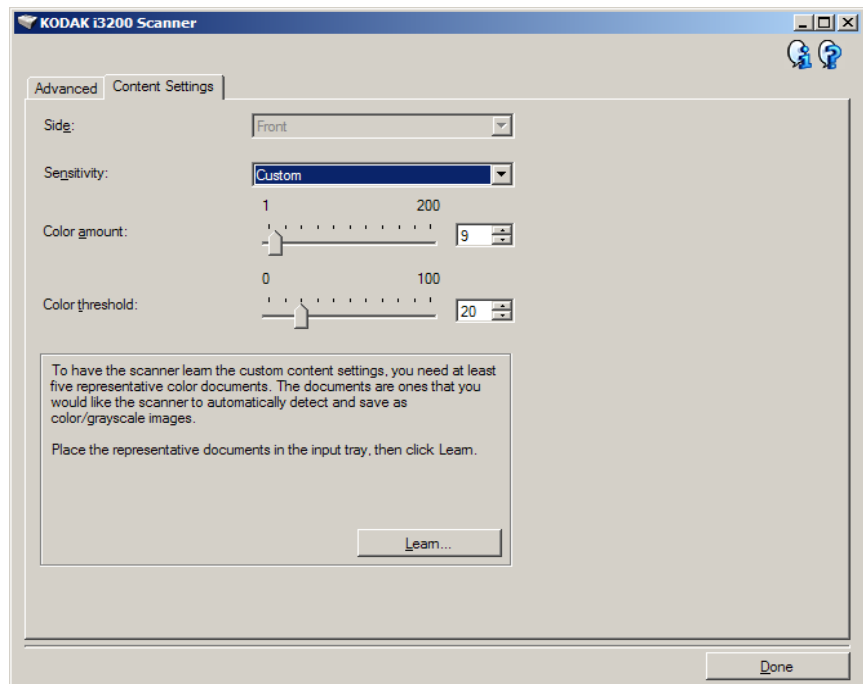 KODAK i3200 Scanner
Advanced
Content Settings
Side:
Front
Sensitivity:
Custom
1 200
Color amount:
9
0 100
Color threshold:
20
To have the scanner learn the custom content settings, you need at least
five representative color documents. The documents are ones that you
would like the scanner to automatically detect and save as
color/grayscale images.
Place the representative documents in the input tray, then click Learn.
Learn...
Done